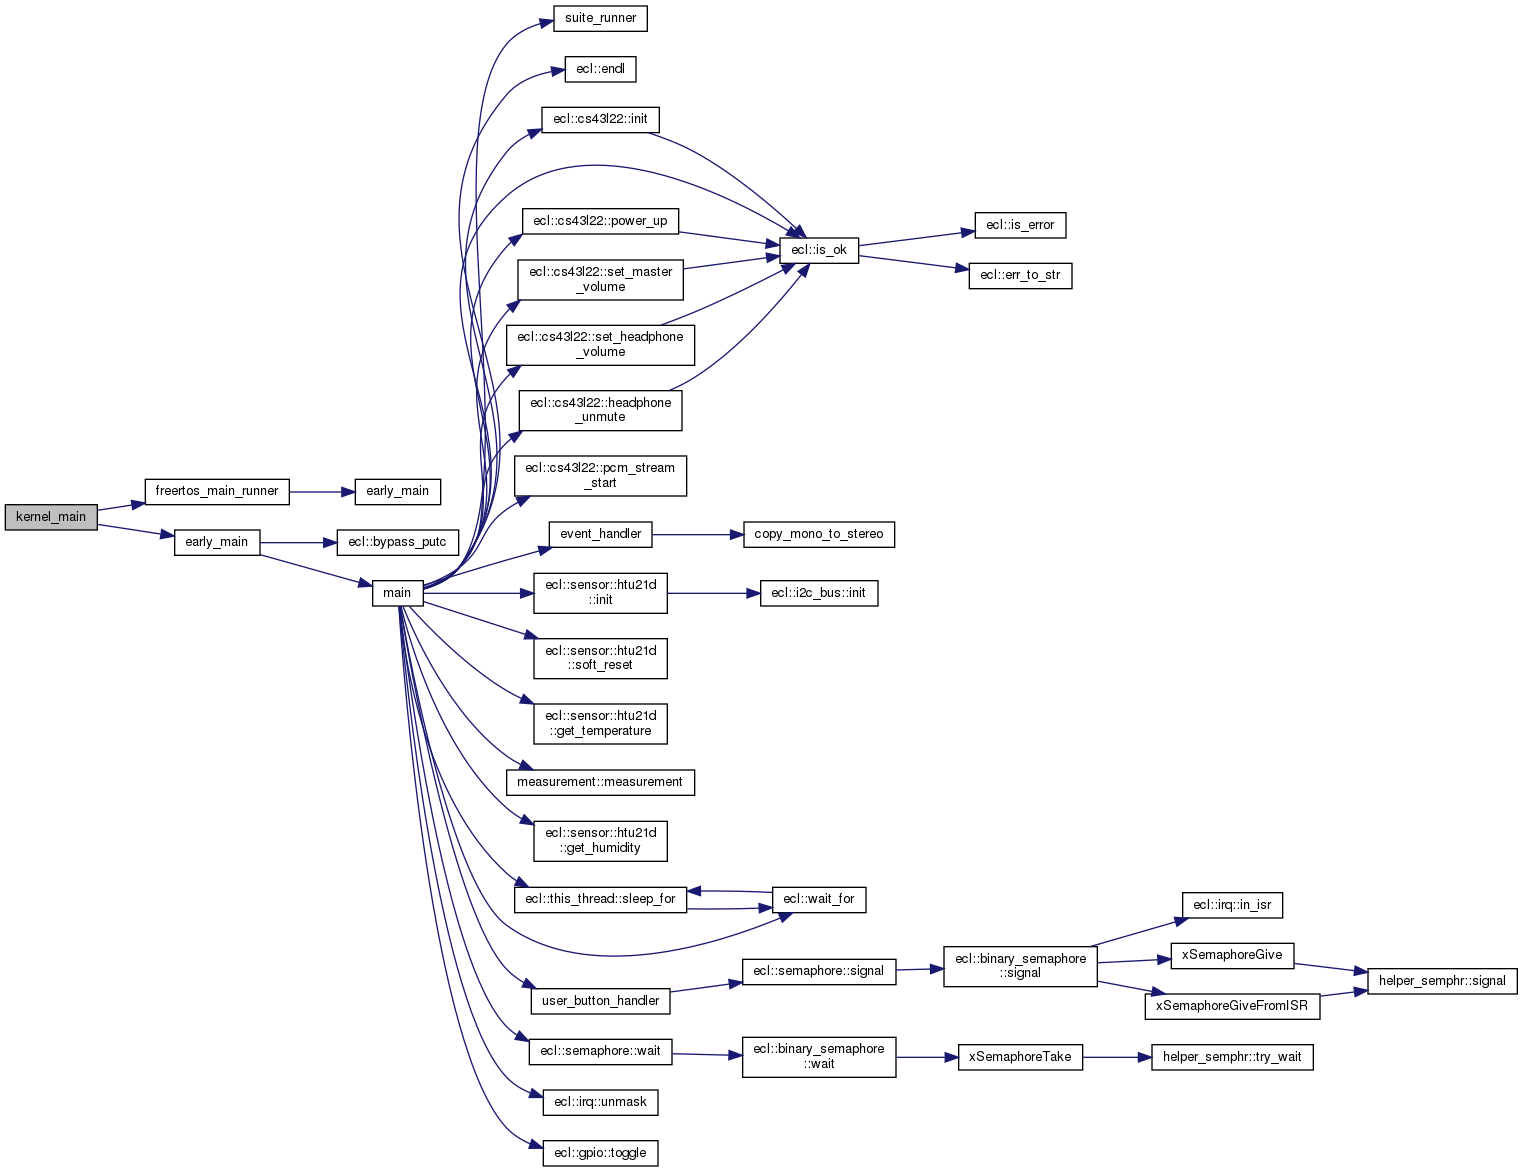 suite_runner
ecl::endl
ecl::cs43l22::init
ecl::cs43l22::power_up
ecl::is_ok
ecl::is_error
ecl::err_to_str
ecl::cs43l22::set_master
_volume
ecl::cs43l22::set_headphone
_volume
ecl::cs43l22::headphone
_unmute
ecl::cs43l22::pcm_stream
_start
kernel_main
freertos_main_runner
early_main
early_main
ecl::bypass_putc
main
event_handler
copy_mono_to_stereo
ecl::sensor::htu21d
::init
ecl::i2c_bus::init
ecl::sensor::htu21d
::soft_reset
ecl::sensor::htu21d
::get_temperature
measurement::measurement
ecl::sensor::htu21d
::get_humidity
ecl::this_thread::sleep_for
ecl::wait_for
user_button_handler
ecl::semaphore::signal
ecl::binary_semaphore
::signal
ecl::irq::in_isr
xSemaphoreGive
xSemaphoreGiveFromISR
helper_semphr::signal
ecl::semaphore::wait
ecl::binary_semaphore
::wait
xSemaphoreTake
helper_semphr::try_wait
ecl::irq::unmask
ecl::gpio::toggle